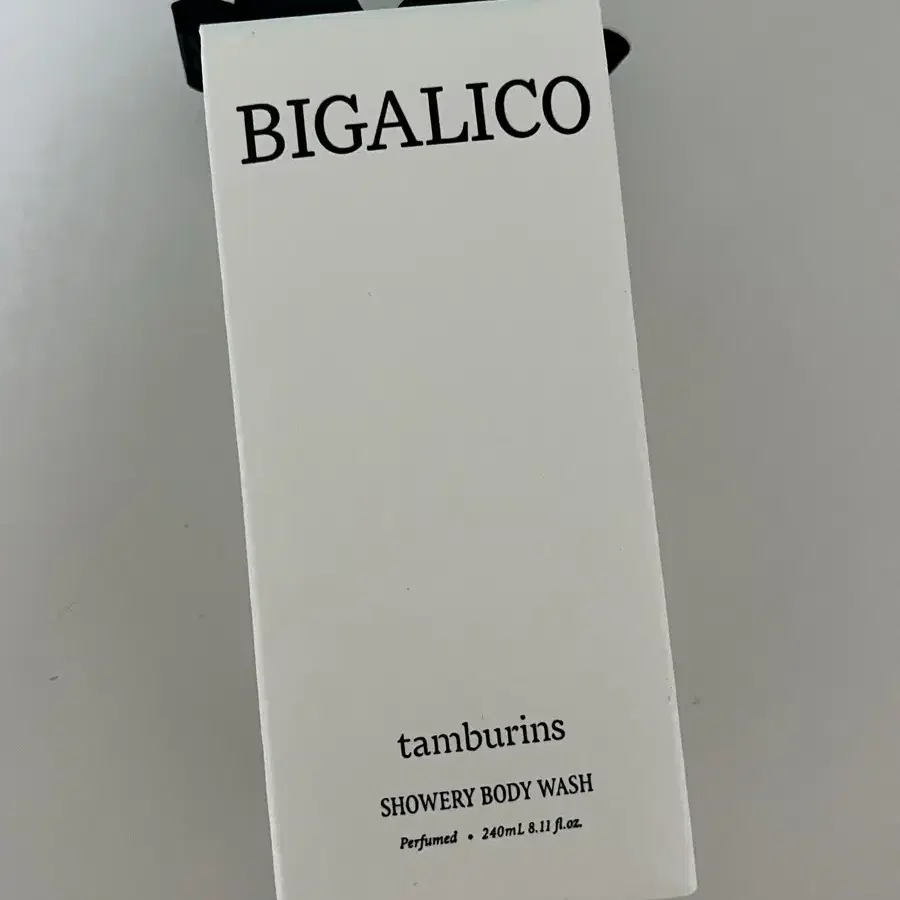 BIGALICO
tamburins
SHOWERY BODY WASH
Perfumed • 240mL 8.11 fl.oz.